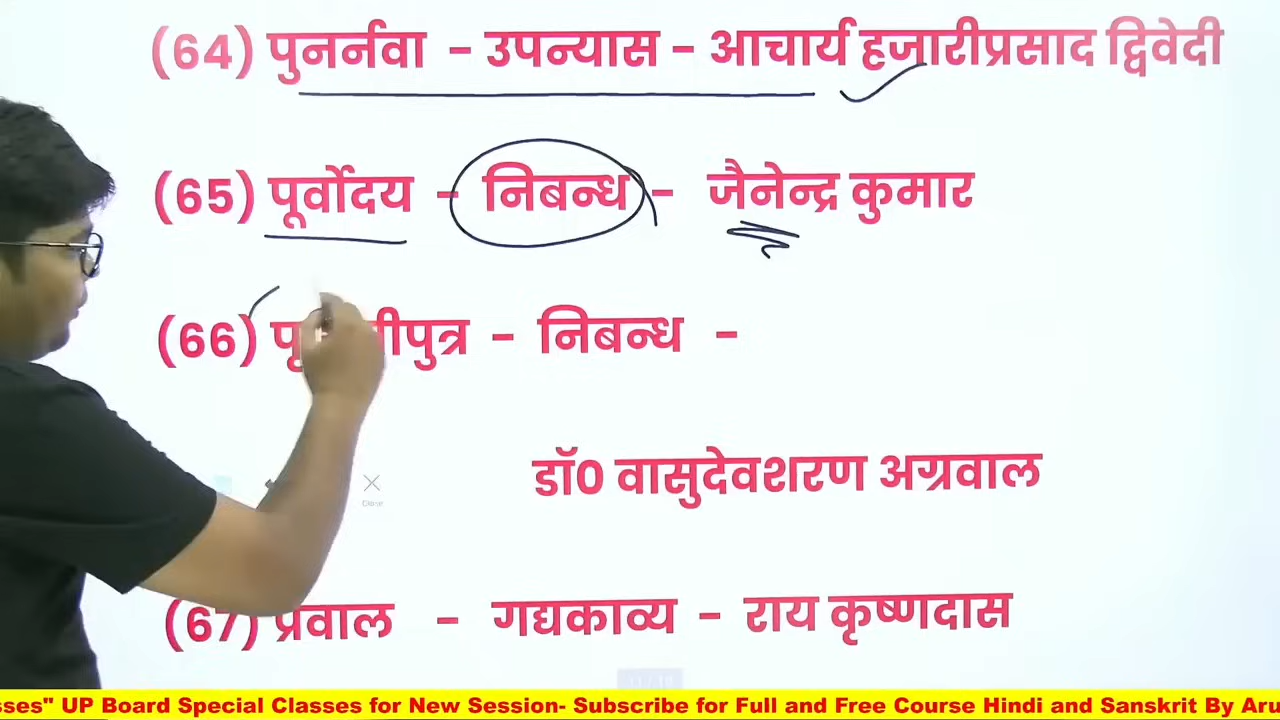 (64) पुनर्नवा - उपन्यास - आचार्य हजारीप्रसाद द्विवेदी
(65) पूर्वोदय - निबन्ध - जैनेन्द्र कुमार
(66) - निबन्ध -
डॉ0 वासुदेवशरण अग्रवाल
Close
(67) प्रवाल - गद्यकाव्य - राय कृष्णदास
sses" UP Board Special Classes for New Session- Subscribe for Full and Free Course Hindi and Sanskrit By Aru